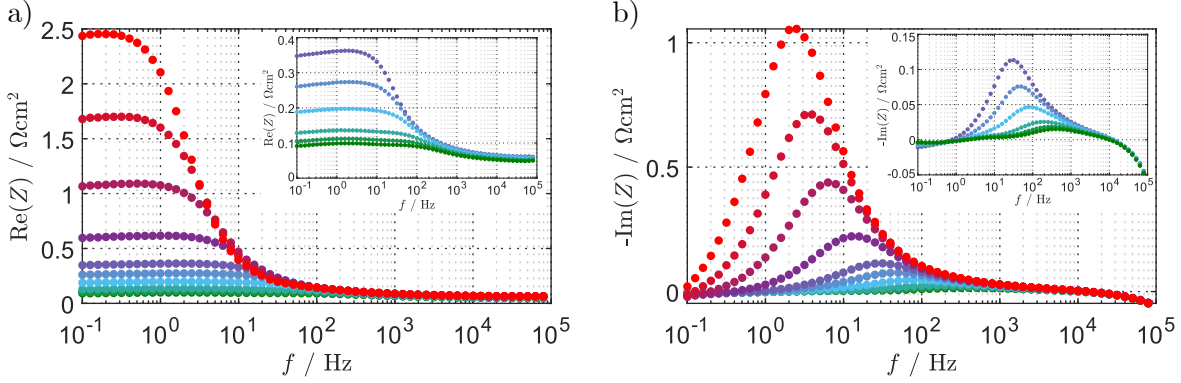 a)
2.5
2
1.5
1
0.5
0
Re(Z) / Ωcm²
10⁻¹ 10⁰ 10¹ 10² 10³ 10⁴ 10⁵
f / Hz
0.4
0.3
0.2
0.1
0
Re(Z) / Ωcm²
10⁻¹ 10⁰ 10¹ 10² 10³ 10⁴ 10⁵
f / Hz
b)
1
0.5
0
-Im(Z) / Ωcm²
10⁻¹ 10⁰ 10¹ 10² 10³ 10⁴ 10⁵
f / Hz
0.15
0.10
0.05
0
-0.05
-Im(Z) / Ωcm²
10⁻¹ 10⁰ 10¹ 10² 10³ 10⁴ 10⁵
f / Hz